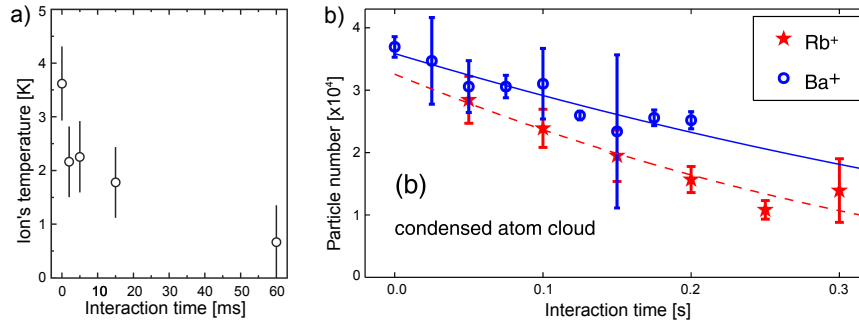 a)
Ion's temperature [K]
5
4
3
2
1
0
0 10 20 30 40 50 60
Interaction time [ms]
b)
Particle number [x10⁴]
4
3
2
1
Rb⁺
Ba⁺
(b)
condensed atom cloud
0.0 0.1 0.2 0.3
Interaction time [s]